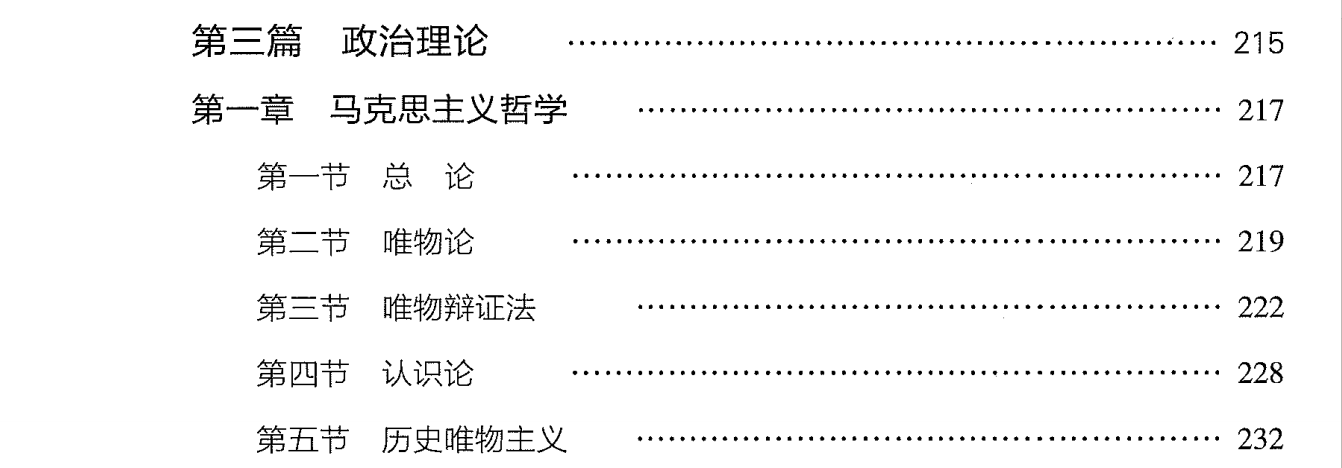 第三篇 政治理论 …………………………………………………… 215
第一章 马克思主义哲学 ……………………………………………… 217
第一节 总 论 …………………………………………………… 217
第二节 唯物论 …………………………………………………… 219
第三节 唯物辩证法 ……………………………………………… 222
第四节 认识论 …………………………………………………… 228
第五节 历史唯物主义 ……………………………………………… 232